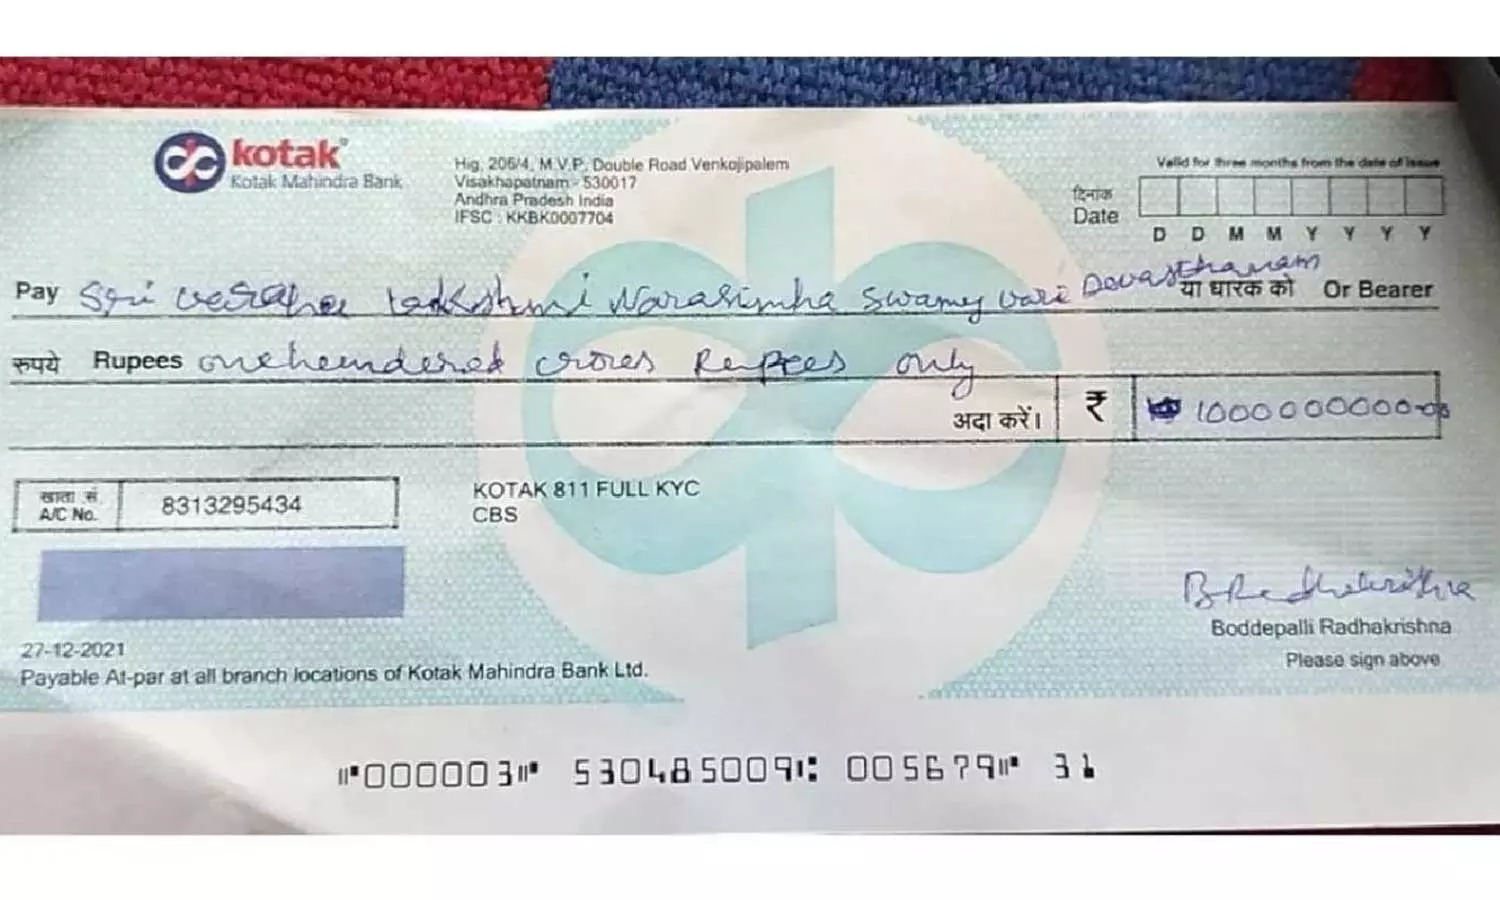 kotak
Kotak Mahindra Bank
Hig. 206/4, M.V.P. Double Road Venkojipalem
Visakhapatnam - 530017
Andhra Pradesh India
IFSC : KKBK0007704
Valid for three months from the date of issue
दिनांक
Date
D D M M Y Y Y Y
Pay Sri varaha lakshmi Narasimha Swamy vari Devasthanam या धारक को Or Bearer
रुपये Rupees one hundered crores Rupees only
अदा करें। ₹ 1000000000-00
खाता सं
A/C No. 8313295434
KOTAK 811 FULL KYC
CBS
B Radhakrishna
Boddepalli Radhakrishna
Please sign above
27-12-2021
Payable At-par at all branch locations of Kotak Mahindra Bank Ltd.
⑈000003⑈ 530485009⑆ 005679⑈ 31